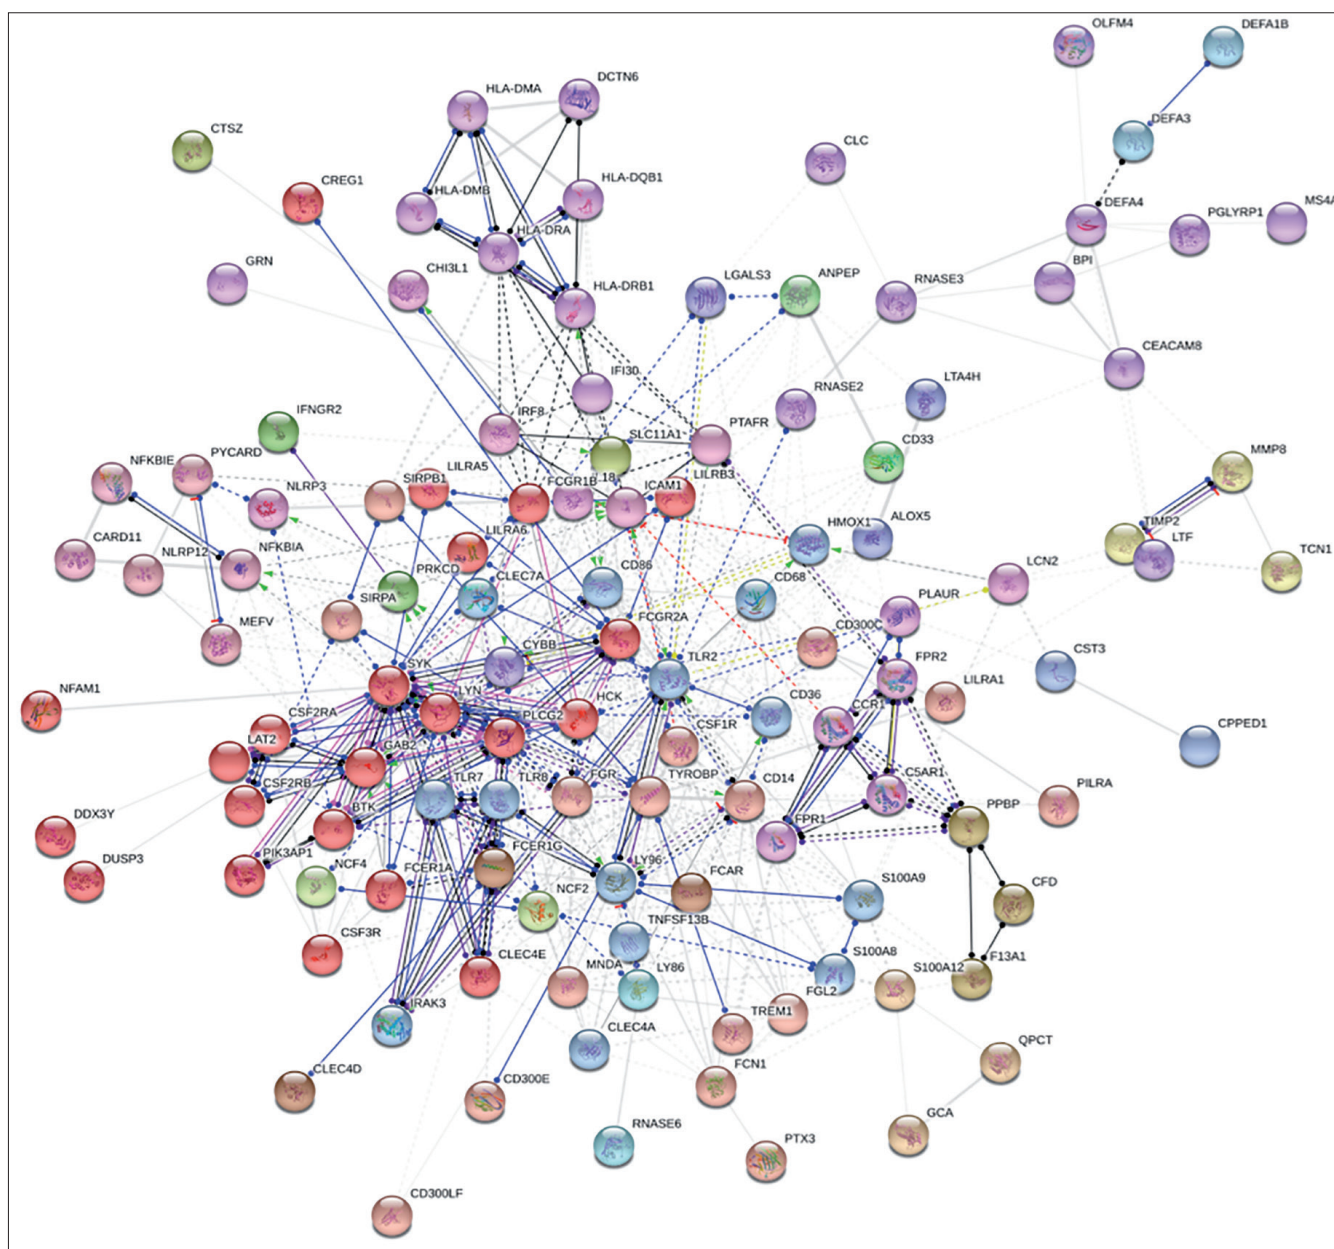 OLFM4
DEFA1B
HLA-DMA
DCTN6
CTSZ
DEFA3
CLC
CREG1
HLA-DMB
HLA-DQB1
DEFA4
PGLYRP1
MS4A
HLA-DRA
GRN
CHI3L1
HLA-DRB1
LGALS3
ANPEP
RNASE3
BPI
CEACAM8
IFI30
RNASE2
LTA4H
IFNGR2
IRF8
SLC11A1
PTAFR
CD33
MMP8
NFKBIE
PYCARD
NLRP3
SIRPB1
LILRA5
FCGR1B
L18
ICAM1
LILRB3
HMOX1
ALOX5
TIMP2
LTF
TCN1
CARD11
NLRP12
NFKBIA
LILRA6
PRKCD
CLEC7A
CD86
CD68
LCN2
MEFV
SIRPA
FCGR2A
CD300C
PLAUR
SYK
CYBB
TLR2
FPR2
CST3
NFAM1
LYN
HCK
CD36
LILRA1
CSF2RA
PLCG2
CSF1R
CCR1
CPPED1
LAT2
GAB2
CSF2RB
TLR7
TLR8
FGR
TYROBP
CD14
C5AR1
PILRA
DDX3Y
BTK
FPR1
PPBP
DUSP3
PIK3AP1
NCF4
FCER1A
FCER1G
LY96
FCAR
S100A9
CFD
NCF2
TNFSF13B
CSF3R
CLEC4E
MNDA
LY86
S100A8
S100A12
F13A1
IRAK3
CLEC4A
TREM1
FGL2
QPCT
CLEC4D
CD300E
FCN1
GCA
RNASE6
PTX3
CD300LF